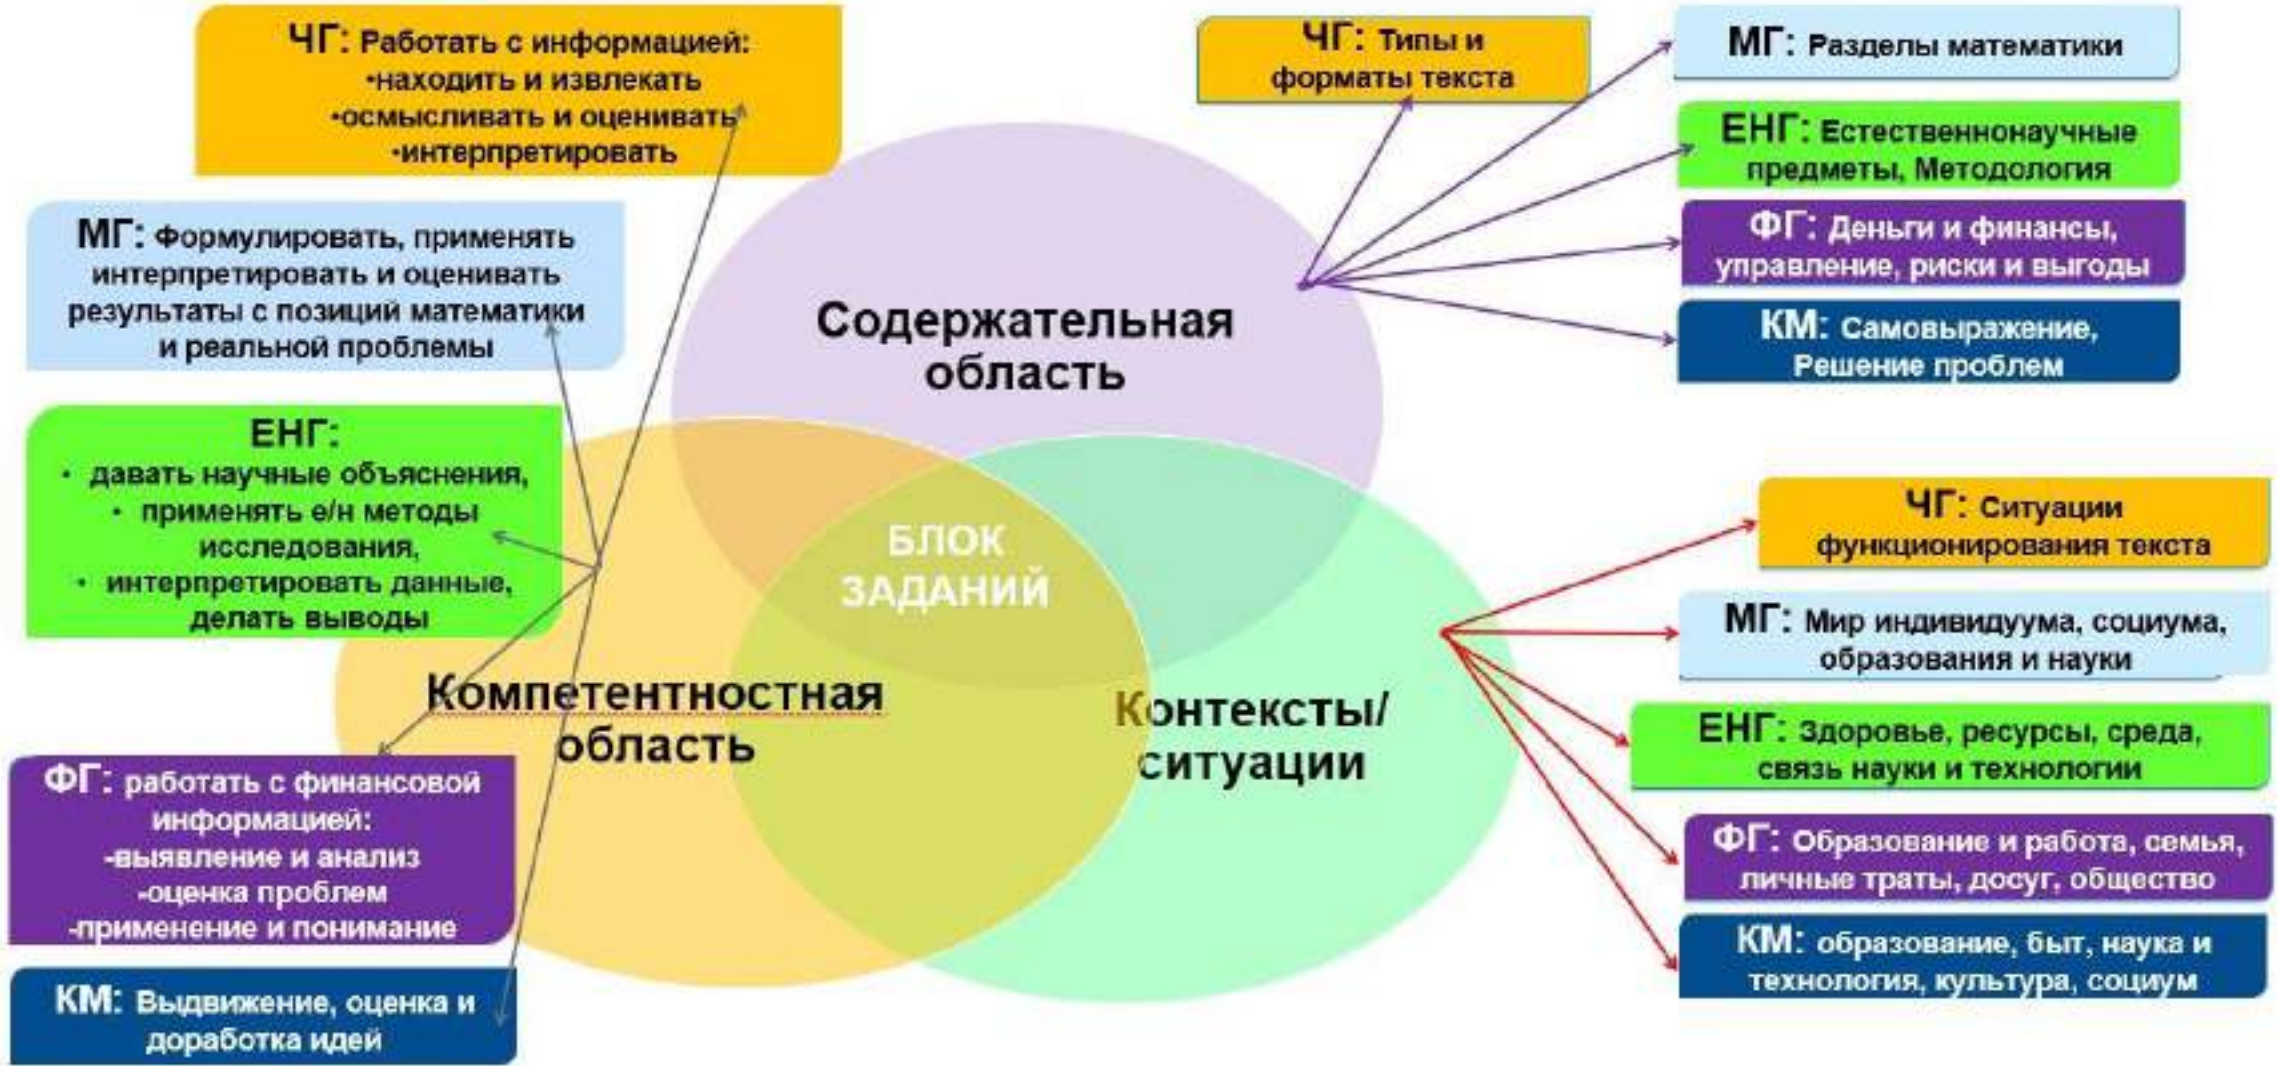 ЧГ: Работать с информацией:
•находить и извлекать
•осмысливать и оценивать
•интерпретировать
МГ: Формулировать, применять
интерпретировать и оценивать
результаты с позиций математики
и реальной проблемы
ЕНГ:
• давать научные объяснения,
• применять е/н методы
исследования,
• интерпретировать данные,
делать выводы
ФГ: работать с финансовой
информацией:
-выявление и анализ
-оценка проблем
-применение и понимание
КМ: Выдвижение, оценка и
доработка идей
Содержательная
область
БЛОК
ЗАДАНИЙ
Компетентностная
область
Контексты/
ситуации
ЧГ: Типы и
форматы текста
МГ: Разделы математики
ЕНГ: Естественнонаучные
предметы, Методология
ФГ: Деньги и финансы,
управление, риски и выгоды
КМ: Самовыражение,
Решение проблем
ЧГ: Ситуации
функционирования текста
МГ: Мир индивидуума, социума,
образования и науки
ЕНГ: Здоровье, ресурсы, среда,
связь науки и технологии
ФГ: Образование и работа, семья,
личные траты, досуг, общество
КМ: образование, быт, наука и
технология, культура, социум